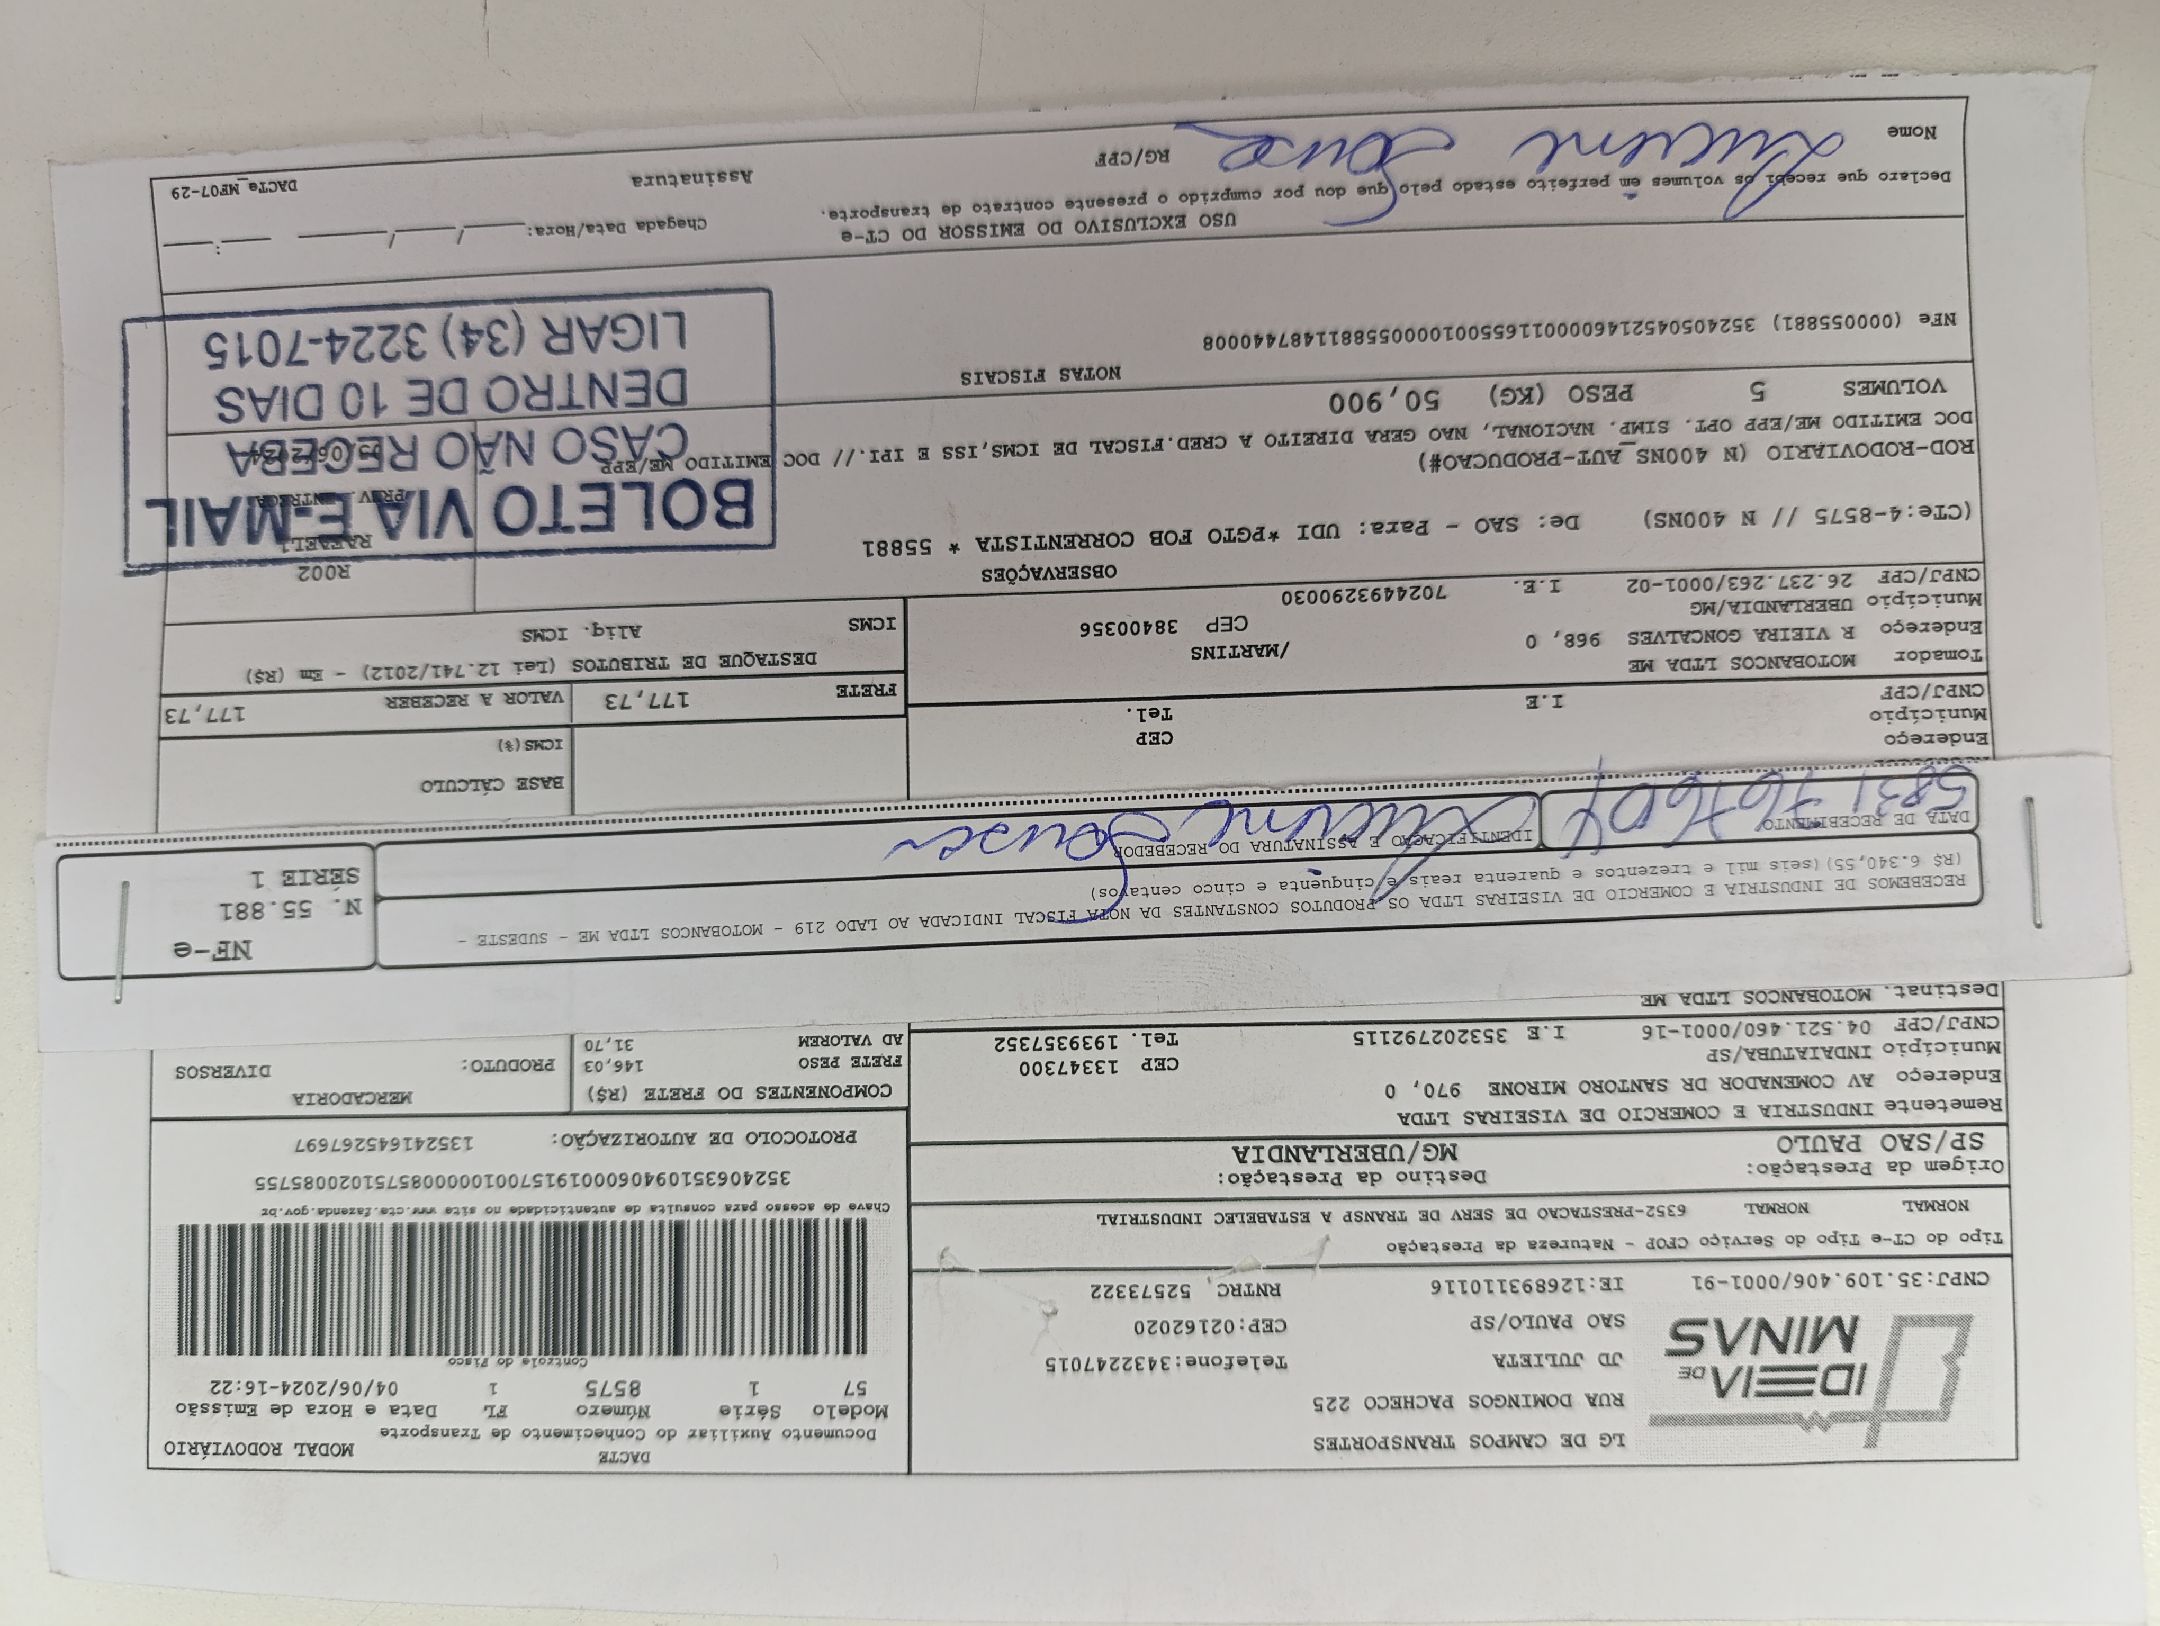 IDEIA DE MINAS
LG DE CAMPOS TRANSPORTES
RUA DOMINGOS PACHECO 225
JD JULIETA Telefone:3432247015
SAO PAULO/SP CEP:02162020
CNPJ:35.109.406/0001-91 IE:126893110116 RNTRC, 52573322
DACTE MODAL RODOVIÁRIO
Documento Auxiliar do Conhecimento de Transporte
Modelo Série Número FL Data e Hora de Emissão
57 1 8575 1 04/06/2024-16:22
Controle do Fisco
Chave de acesso para consulta de autenticidade no site www.cte.fazenda.gov.br
35240635109406000191570010000085751020085755
PROTOCOLO DE AUTORIZAÇÃO: 135241645267697
Tipo do CT-e Tipo do Serviço CFOP - Natureza da Prestação
NORMAL NORMAL 6352-PRESTACAO DE SERV DE TRANSP A ESTABELEC INDUSTRIAL
Origem da Prestação: Destino da Prestação:
SP/SAO PAULO MG/UBERLANDIA
Remetente INDUSTRIA E COMERCIO DE VISEIRAS LTDA
Endereço AV COMENADOR DR SANTORO MIRONE 970, 0
Município INDAIATUBA/SP CEP 13347300
CNPJ/CPF 04.521.460/0001-16 I.E 353202792115 Tel. 1939357352
Destinat. MOTOBANCOS LTDA ME
COMPONENTES DO FRETE (R$) MERCADORIA
FRETE PESO 146,03 PRODUTO: DIVERSOS
AD VALOREM 31,70
RECEBEMOS DE INDUSTRIA E COMERCIO DE VISEIRAS LTDA OS PRODUTOS CONSTANTES DA NOTA FISCAL INDICADA AO LADO 219 - MOTOBANCOS LTDA ME - SUDESTE -
(R$ 6.340,55) (seis mil e trezentos e quarenta reais e cinqüenta e cinco centavos)
DATA DE RECEBIMENTO
IDENTIFICAÇÃO E ASSINATURA DO RECEBEDOR
Souza
NF-e
N. 55.881
SÉRIE 1
Endereço CEP
Município Tel.
CNPJ/CPF I.E
BASE CÁLCULO
ICMS(%)
FRETE 177,73 VALOR A RECEBER 177,73
Tomador MOTOBANCOS LTDA ME
Endereço R VIEIRA GONCALVES 968, 0 /MARTINS
Município UBERLANDIA/MG CEP 38400356
CNPJ/CPF 26.237.263/0001-02 I.E. 7024493290030
DESTAQUE DE TRIBUTOS (Lei 12.741/2012) - Em (R$)
ICMS Aliq. ICMS
OBSERVAÇÕES
R002
RAFAEL1
PREV. ENTREGA
(CTe:4-8575 // N 400NS) De: SAO - Para: UDI *PGTO FOB CORRENTISTA * 55881
ROD-RODOVIÁRIO (N 400NS_AUT-PRODUCAO#)
DOC EMITIDO ME/EPP OPT. SIMP. NACIONAL, NAO GERA DIREITO A CRED.FISCAL DE ICMS,ISS E IPI.// DOC EMITIDO ME/EPP
BOLETO VIA E-MAIL
CASO NÃO RECEBA
DENTRO DE 10 DIAS
LIGAR (34) 3224-7015
VOLUMES 5 PESO (KG) 50,900
NOTAS FISCAIS
NFe (000055881) 35240504521460000116550010000558811487440008
USO EXCLUSIVO DO EMISSOR DO CT-e
Declaro que recebi os volumes em perfeito estado pelo que dou por cumprido o presente contrato de transporte.
Chegada Data/Hora: / / :
Nome Souza RG/CPF Assinatura DACTe_MF07-29